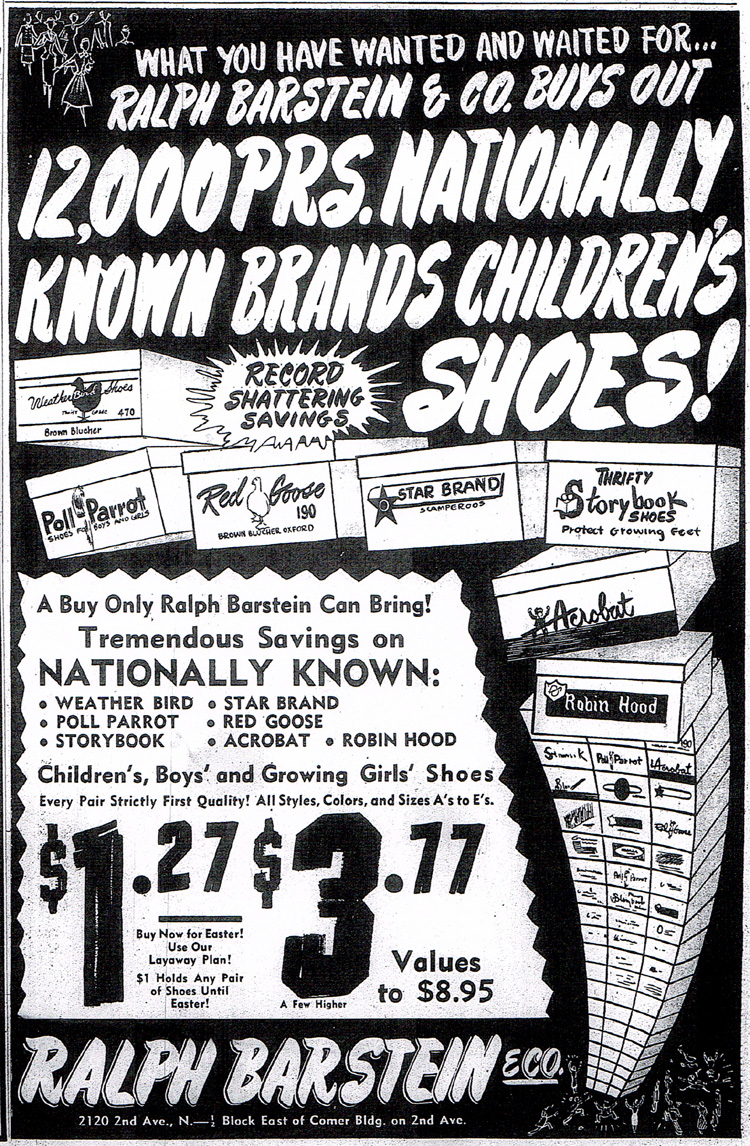 WHAT YOU HAVE WANTED AND WAITED FOR...
RALPH BARSTEIN & CO. BUYS OUT
12,000 PRS. NATIONALLY
KNOWN BRANDS CHILDREN'S
SHOES!
RECORD
SHATTERING
SAVINGS
Weather Bird Shoes
470
Brown Blucher
Poll Parrot
SHOES FOR BOYS AND GIRLS
Red Goose
190
BROWN BLUCHER OXFORD
STAR BRAND
SCAMPEROOS
THRIFTY
Storybook
SHOES
Protect Growing Feet
Acrobat
Robin Hood
Poll Parrot
Acrobat
A Buy Only Ralph Barstein Can Bring!
Tremendous Savings on
NATIONALLY KNOWN:
• WEATHER BIRD • STAR BRAND
• POLL PARROT • RED GOOSE
• STORYBOOK • ACROBAT • ROBIN HOOD
Children's, Boys' and Growing Girls' Shoes
Every Pair Strictly First Quality! All Styles, Colors, and Sizes A's to E's.
$1.27 $3.77
Buy Now for Easter!
Use Our
Layaway Plan!
$1 Holds Any Pair
of Shoes Until
Easter!
A Few Higher
Values
to $8.95
RALPH BARSTEIN & CO.
2120 2nd Ave., N.—½ Block East of Comer Bldg. on 2nd Ave.